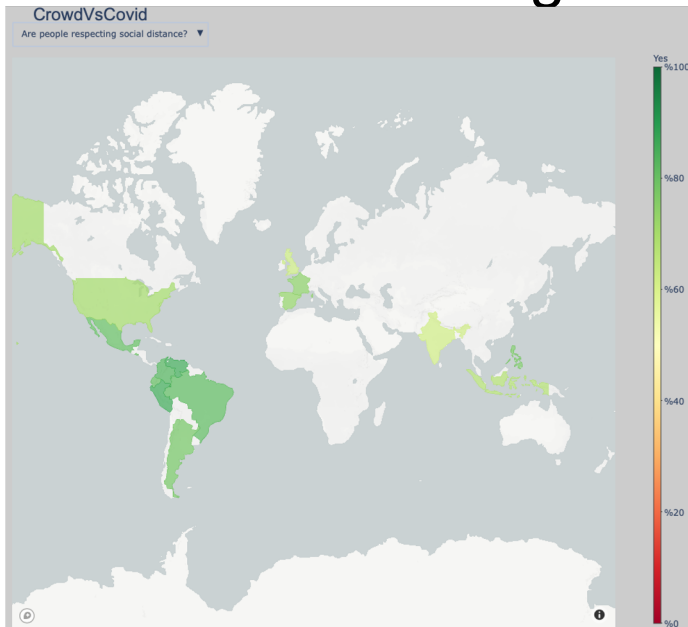 CrowdVsCovid
Are people respecting social distance? ▼
Yes
%100
%80
%60
%40
%20
%0